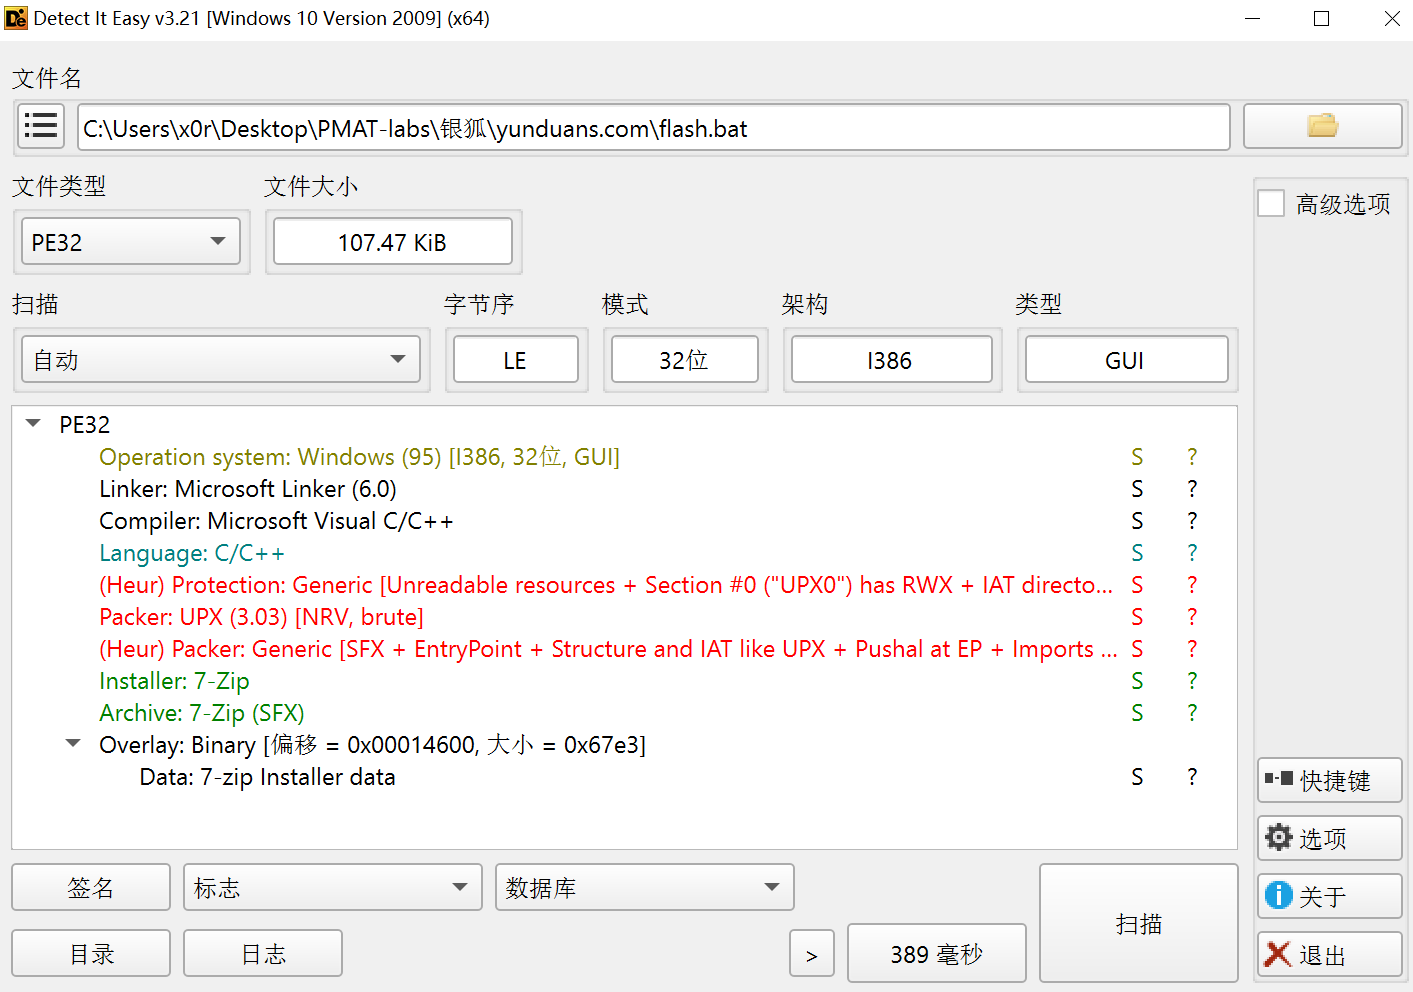 Detect It Easy v3.21 [Windows 10 Version 2009] (x64)
文件名
C:\Users\x0r\Desktop\PMAT-labs\银狐\yunduans.com\flash.bat
文件类型 文件大小
高级选项
PE32 107.47 KiB
扫描 字节序 模式 架构 类型
自动 LE 32位 I386 GUI
PE32
Operation system: Windows (95) [I386, 32位, GUI] S ?
Linker: Microsoft Linker (6.0) S ?
Compiler: Microsoft Visual C/C++ S ?
Language: C/C++ S ?
(Heur) Protection: Generic [Unreadable resources + Section #0 ("UPX0") has RWX + IAT directo... S ?
Packer: UPX (3.03) [NRV, brute] S ?
(Heur) Packer: Generic [SFX + EntryPoint + Structure and IAT like UPX + Pushal at EP + Imports ... S ?
Installer: 7-Zip S ?
Archive: 7-Zip (SFX) S ?
Overlay: Binary [偏移 = 0x00014600, 大小 = 0x67e3]
Data: 7-zip Installer data S ?
快捷键
选项
签名 标志 数据库
关于
扫描
目录 日志 > 389 毫秒
退出